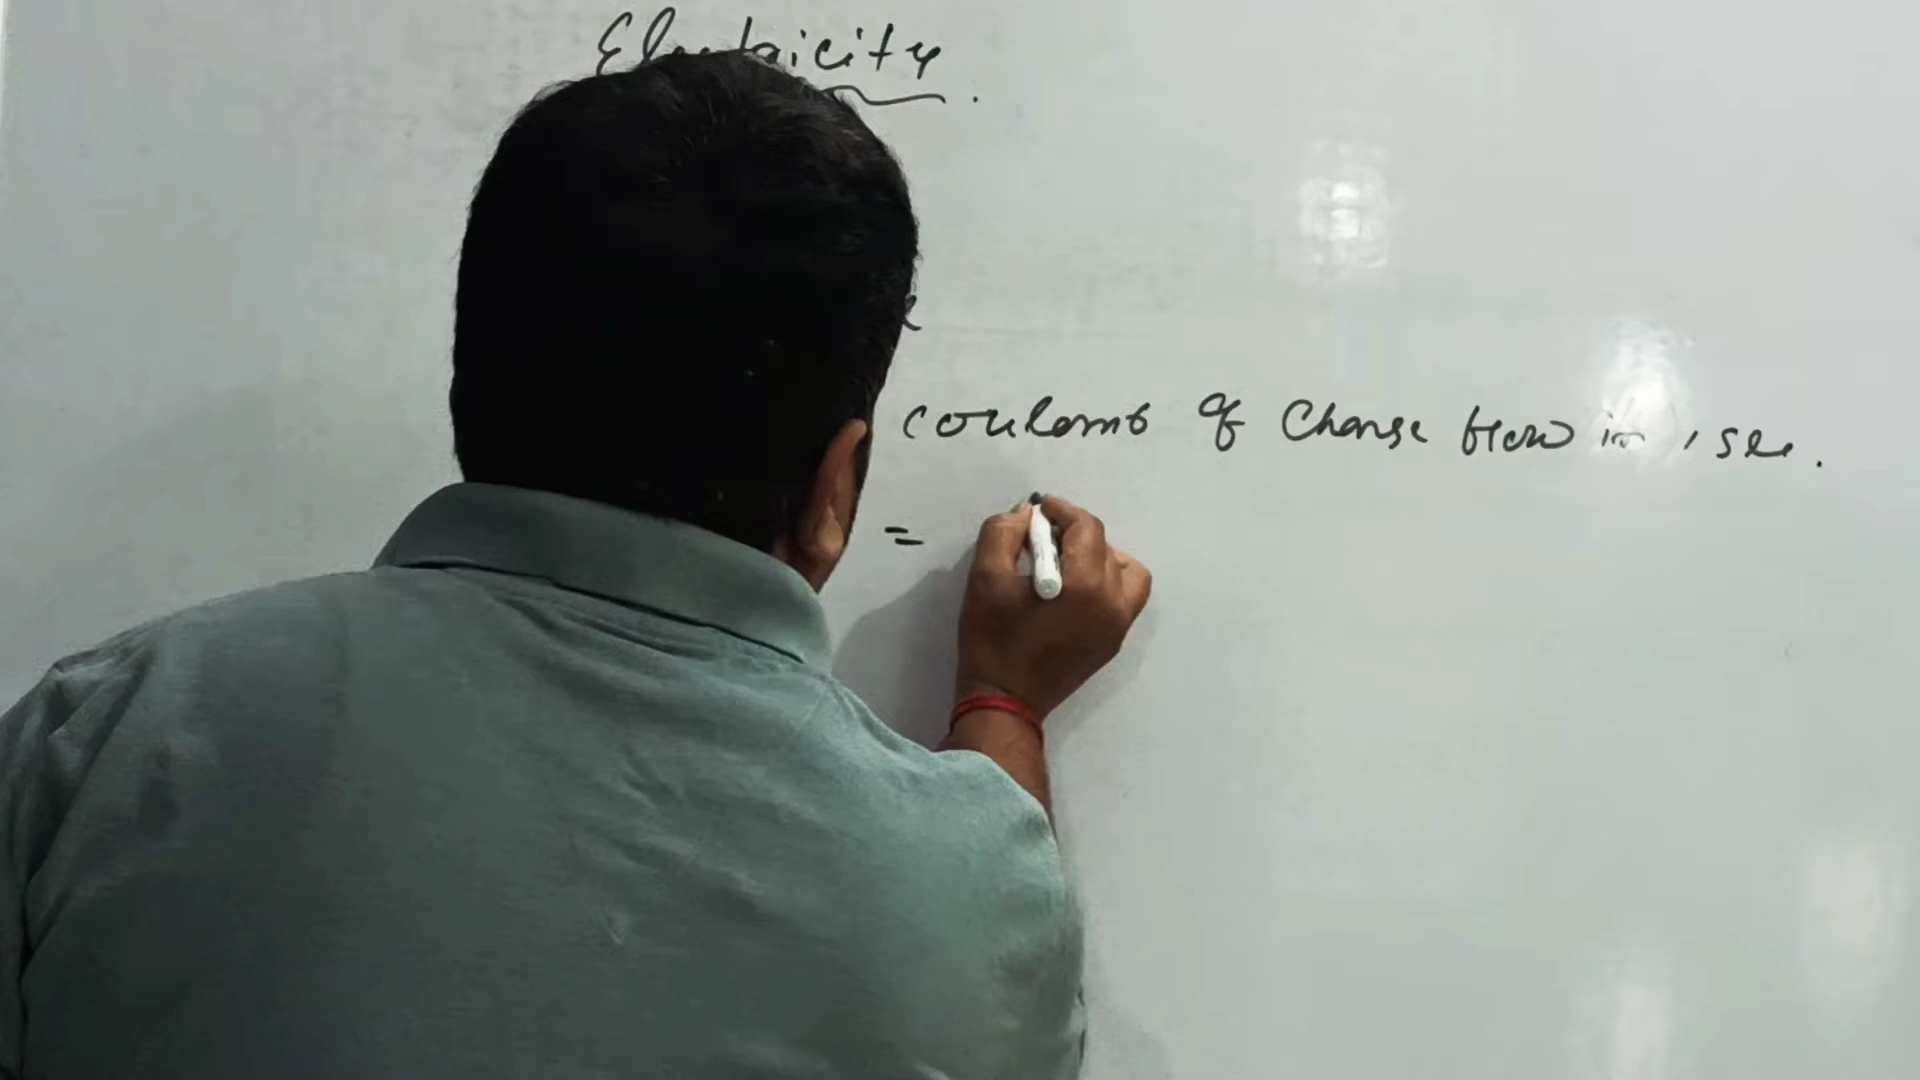 Electricity.
coulomb of Charge flow in 1 sec.
=